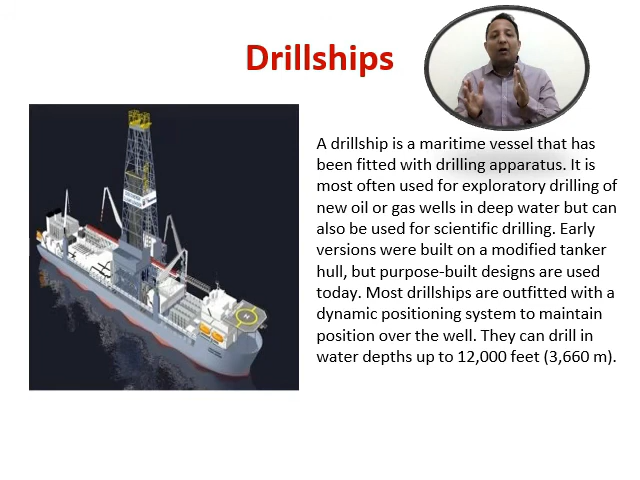 Drillships
A drillship is a maritime vessel that has
been fitted with drilling apparatus. It is
most often used for exploratory drilling of
new oil or gas wells in deep water but can
also be used for scientific drilling. Early
versions were built on a modified tanker
hull, but purpose-built designs are used
today. Most drillships are outfitted with a
dynamic positioning system to maintain
position over the well. They can drill in
water depths up to 12,000 feet (3,660 m).
H